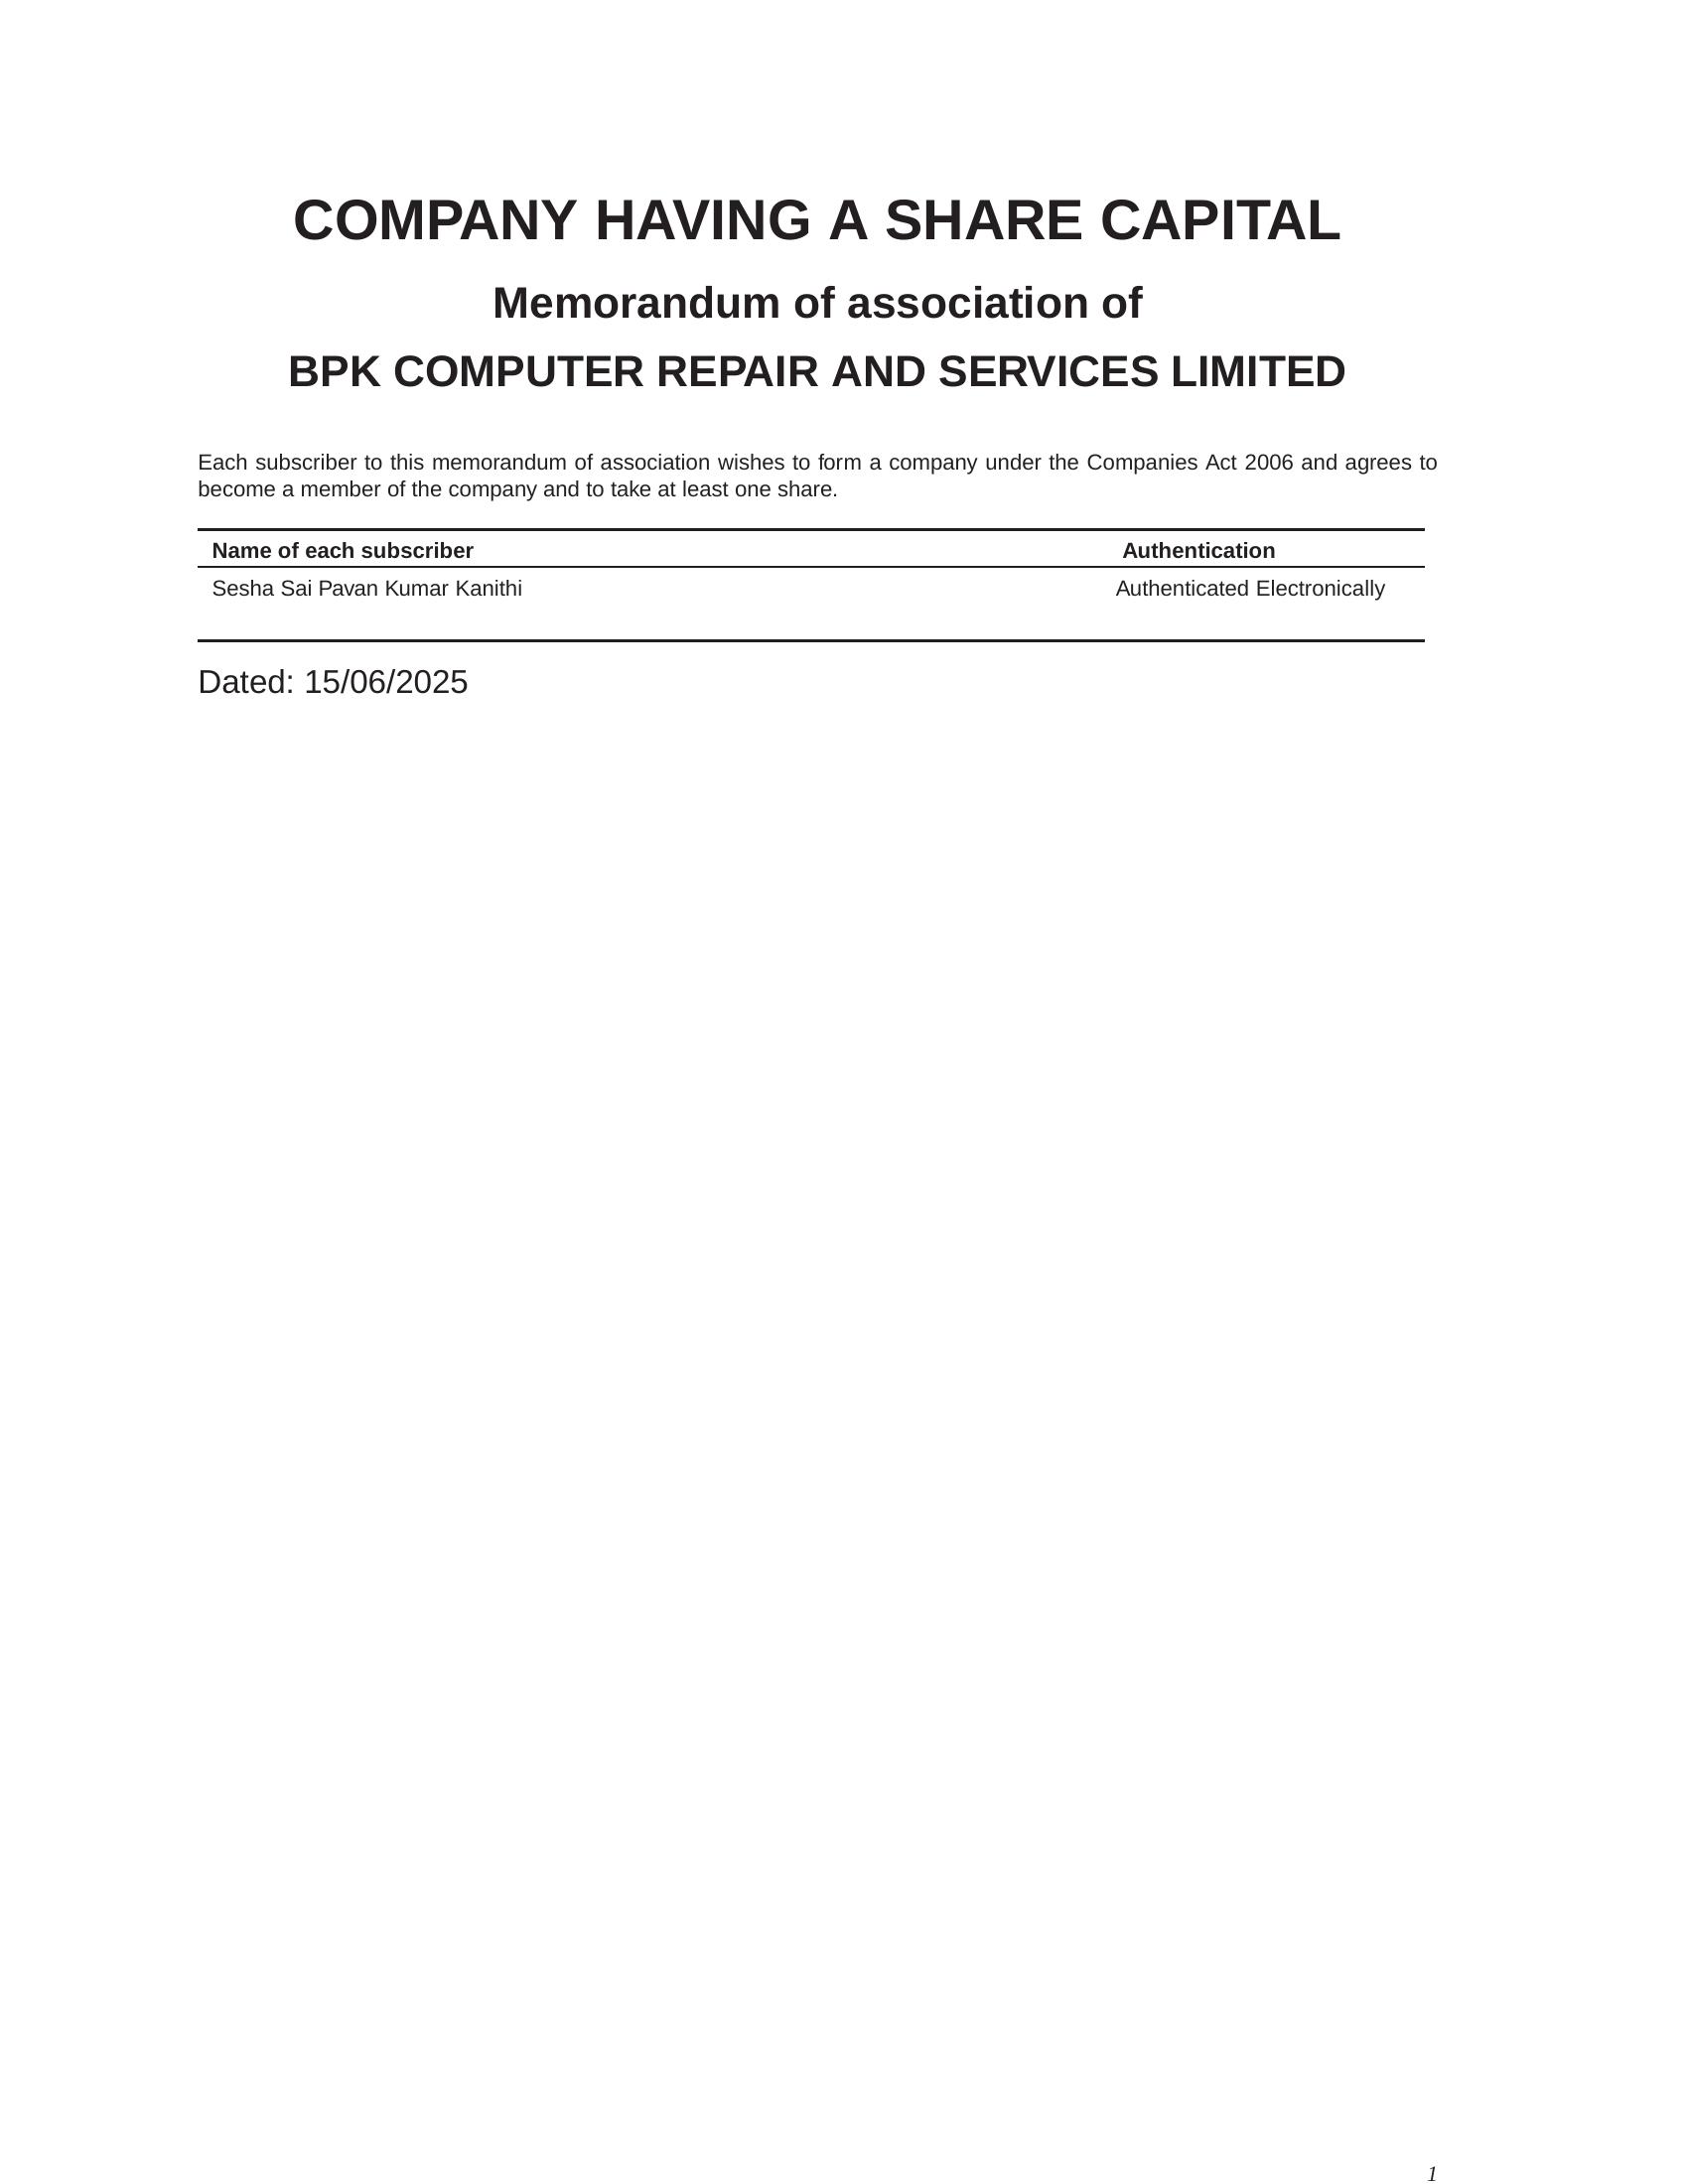 COMPANY HAVING A SHARE CAPITAL
Memorandum of association of
BPK COMPUTER REPAIR AND SERVICES LIMITED
Each subscriber to this memorandum of association wishes to form a company under the Companies Act 2006 and agrees to
become a member of the company and to take at least one share.
Name of each subscriber Authentication
Sesha Sai Pavan Kumar Kanithi Authenticated Electronically
Dated: 15/06/2025
1